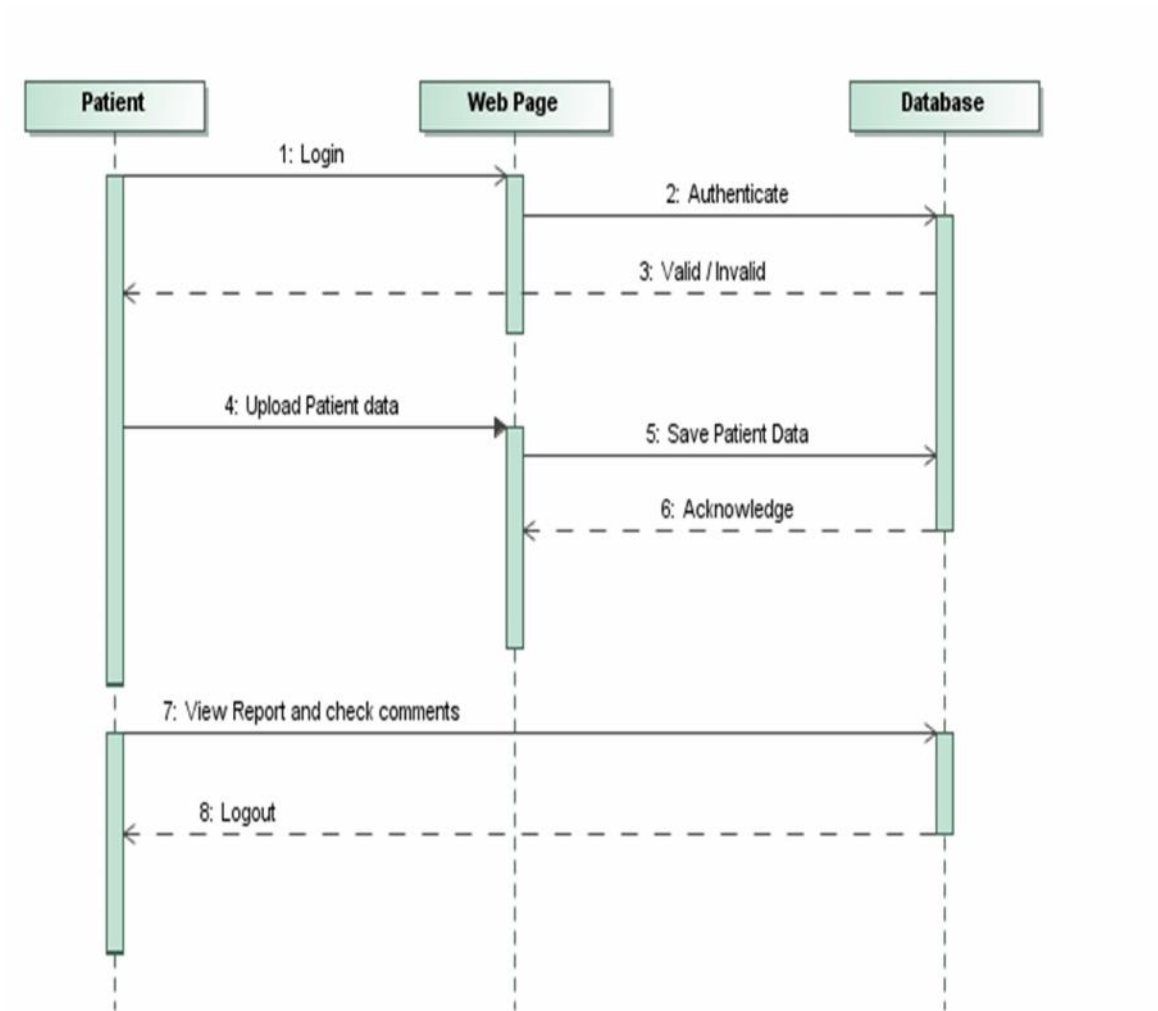 Patient
Web Page
Database
1: Login
2: Authenticate
3: Valid / Invalid
4: Upload Patient data
5: Save Patient Data
6: Acknowledge
7: View Report and check comments
8: Logout